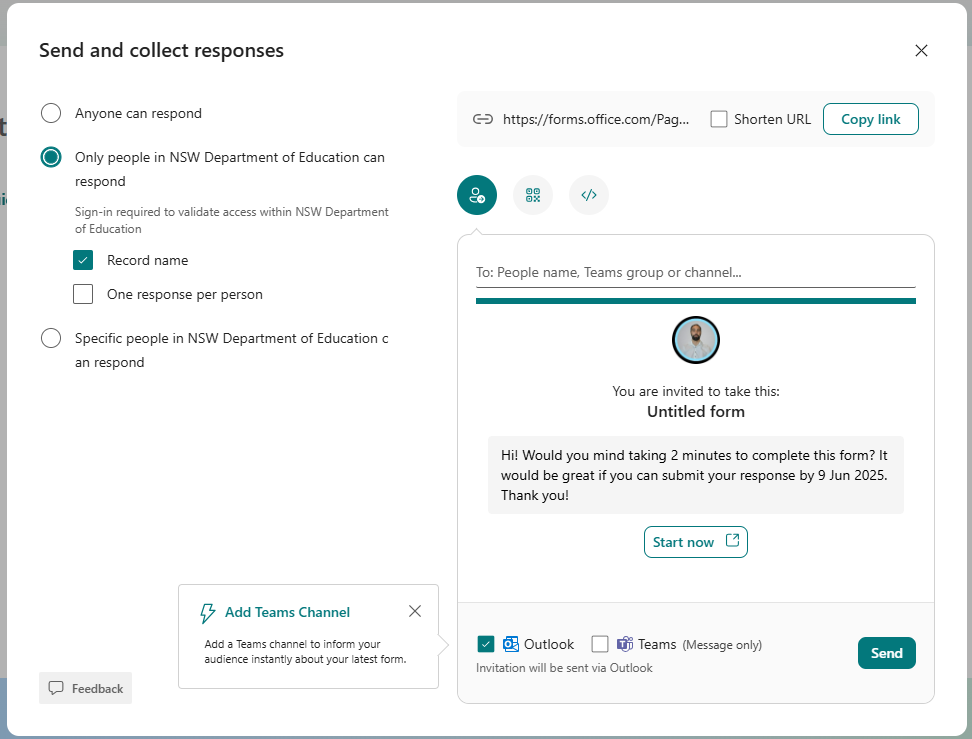 Send and collect responses
Anyone can respond
Only people in NSW Department of Education can
respond
Sign-in required to validate access within NSW Department
of Education
Record name
One response per person
Specific people in NSW Department of Education c
an respond
https://forms.office.com/Pag...
Shorten URL
Copy link
To: People name, Teams group or channel...
You are invited to take this:
Untitled form
Hi! Would you mind taking 2 minutes to complete this form? It
would be great if you can submit your response by 9 Jun 2025.
Thank you!
Start now
Add Teams Channel
Add a Teams channel to inform your
audience instantly about your latest form.
Outlook
Teams (Message only)
Invitation will be sent via Outlook
Send
Feedback